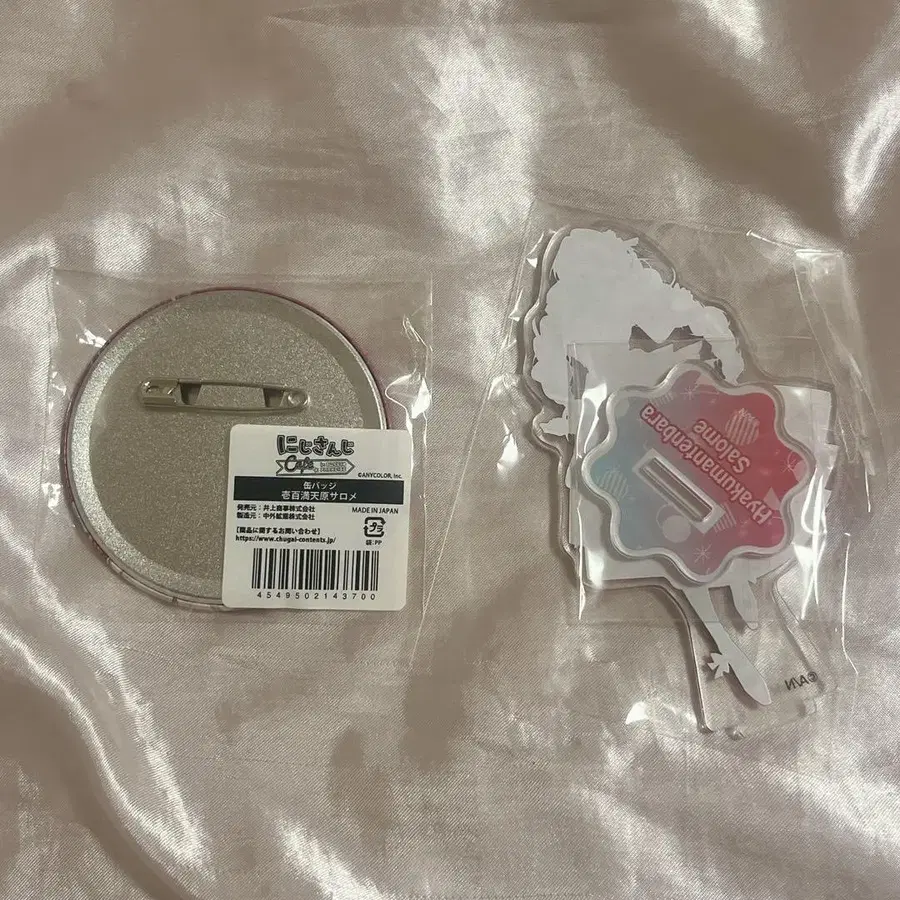 にじさんじ
Cafe
©ANYCOLOR, Inc.
缶バッジ
壱百満天原サロメ
発売元：井上商事株式会社
製造元：中外鉱業株式会社
MADE IN JAPAN
【商品に関するお問い合わせ】
https://www.chugai-contents.jp/
プラ
袋:PP
4549502143700
Hyakumantenbara
Salome
©A/N